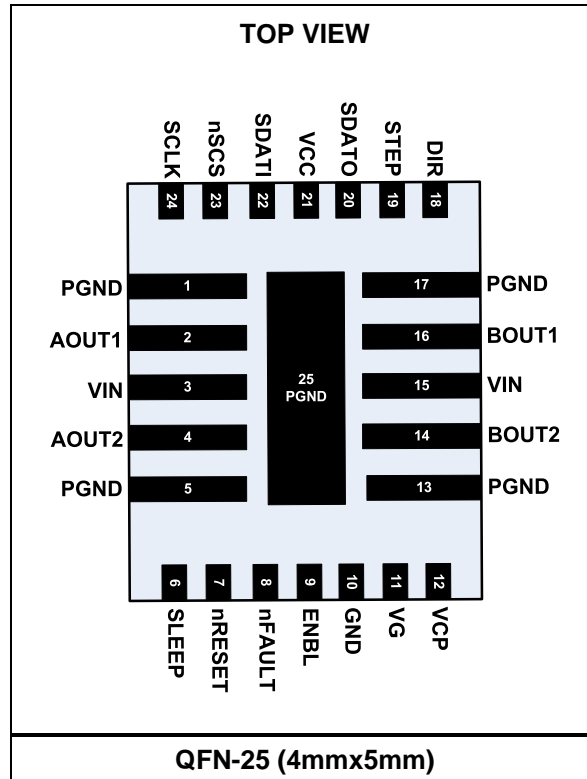 TOP VIEW
SCLK
nSCS
SDATI
VCC
SDATO
STEP
DIR
24
23
22
21
20
19
18
PGND 1
17 PGND
AOUT1 2
16 BOUT1
VIN 3
25
PGND
15 VIN
AOUT2 4
14 BOUT2
PGND 5
13 PGND
6
7
8
9
10
11
12
SLEEP
nRESET
nFAULT
ENBL
GND
VG
VCP
QFN-25 (4mmx5mm)